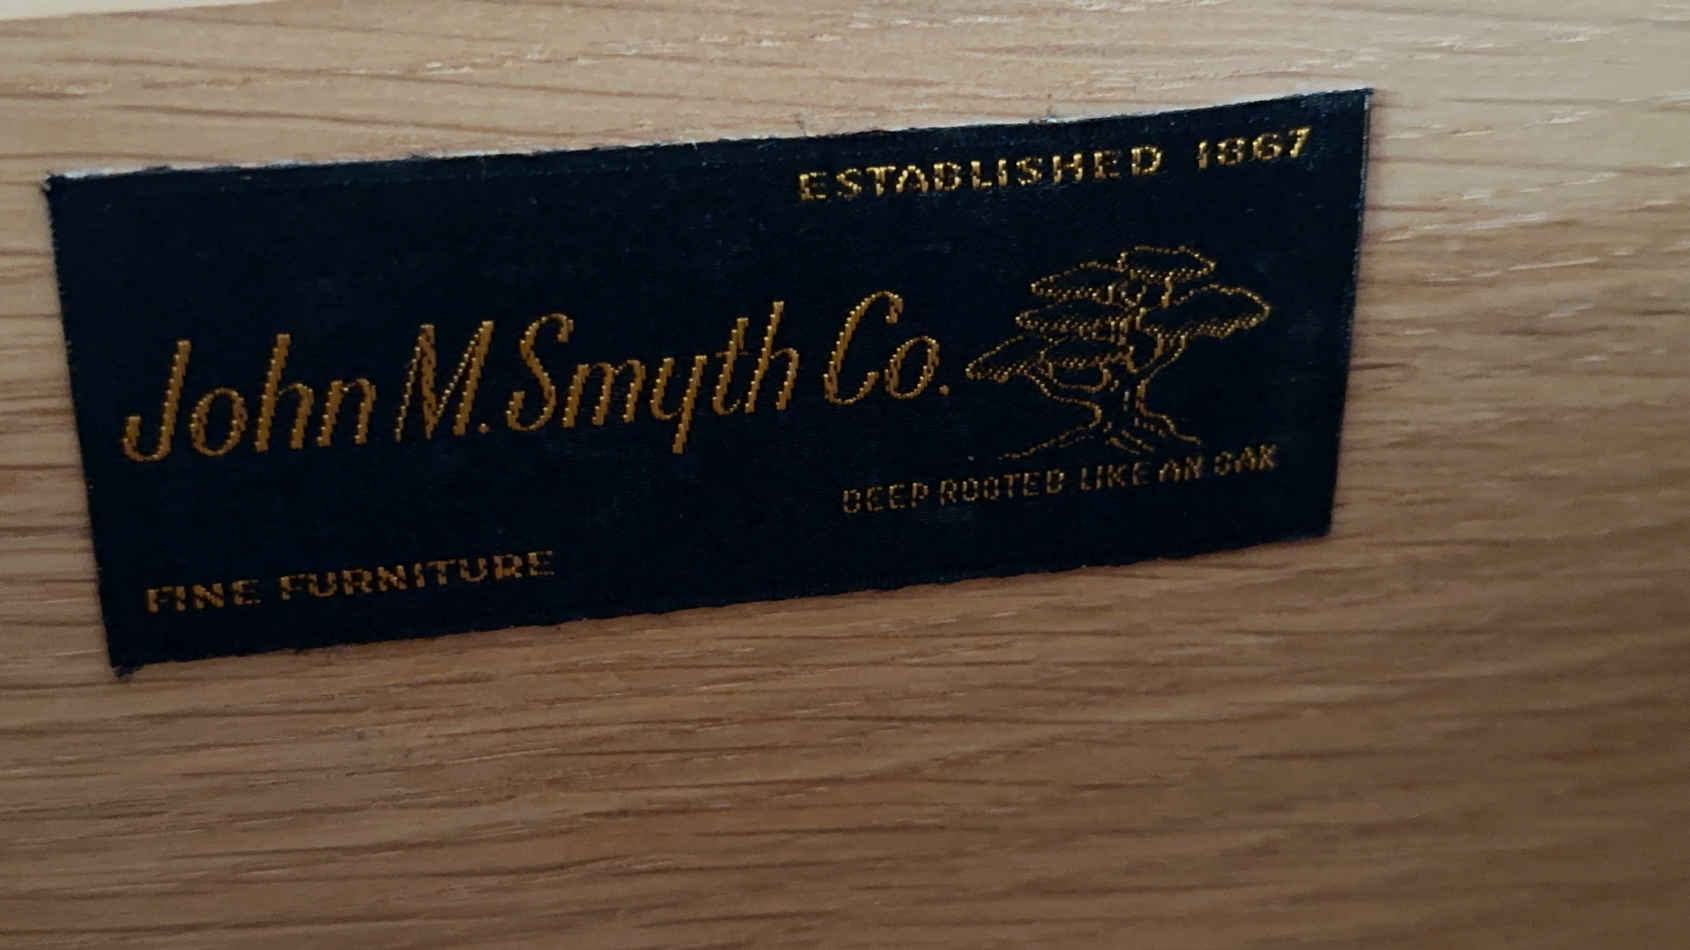 ESTABLISHED 1867
John M. Smyth Co.
DEEP ROOTED LIKE AN OAK
FINE FURNITURE